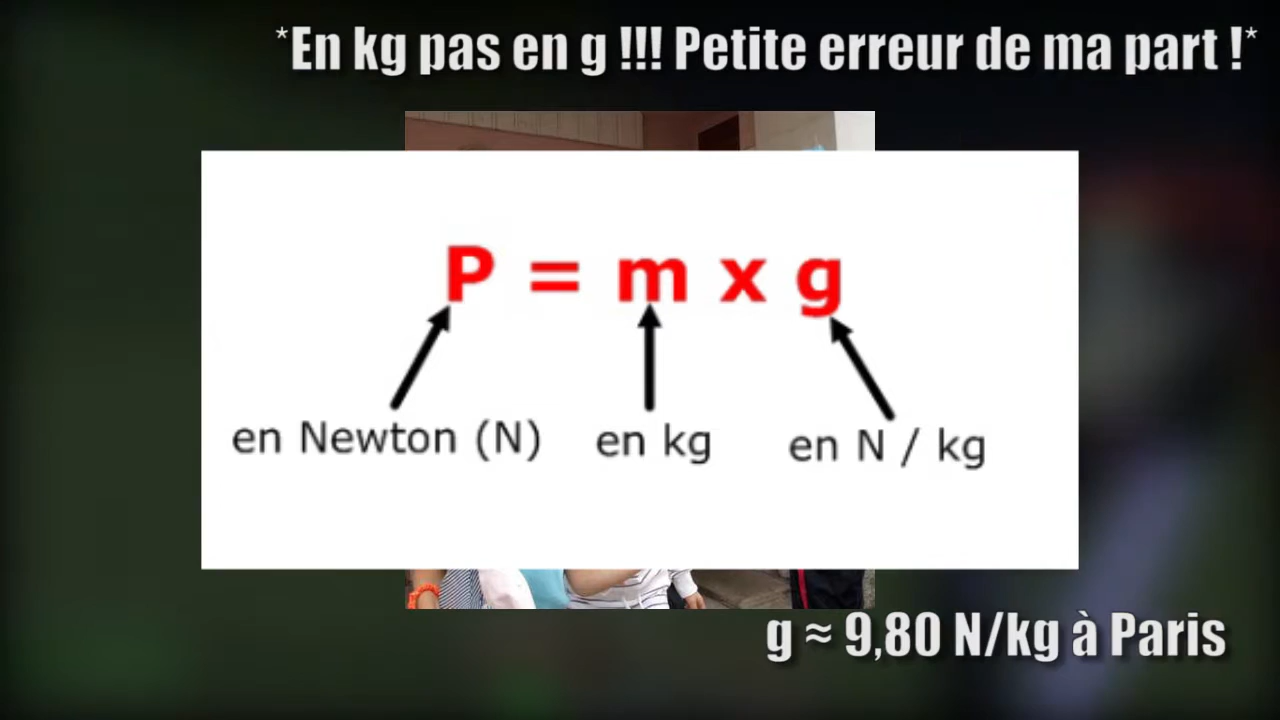 *En kg pas en g !!! Petite erreur de ma part !*
P = m x g
en Newton (N) en kg en N / kg
g ≈ 9,80 N/kg à Paris